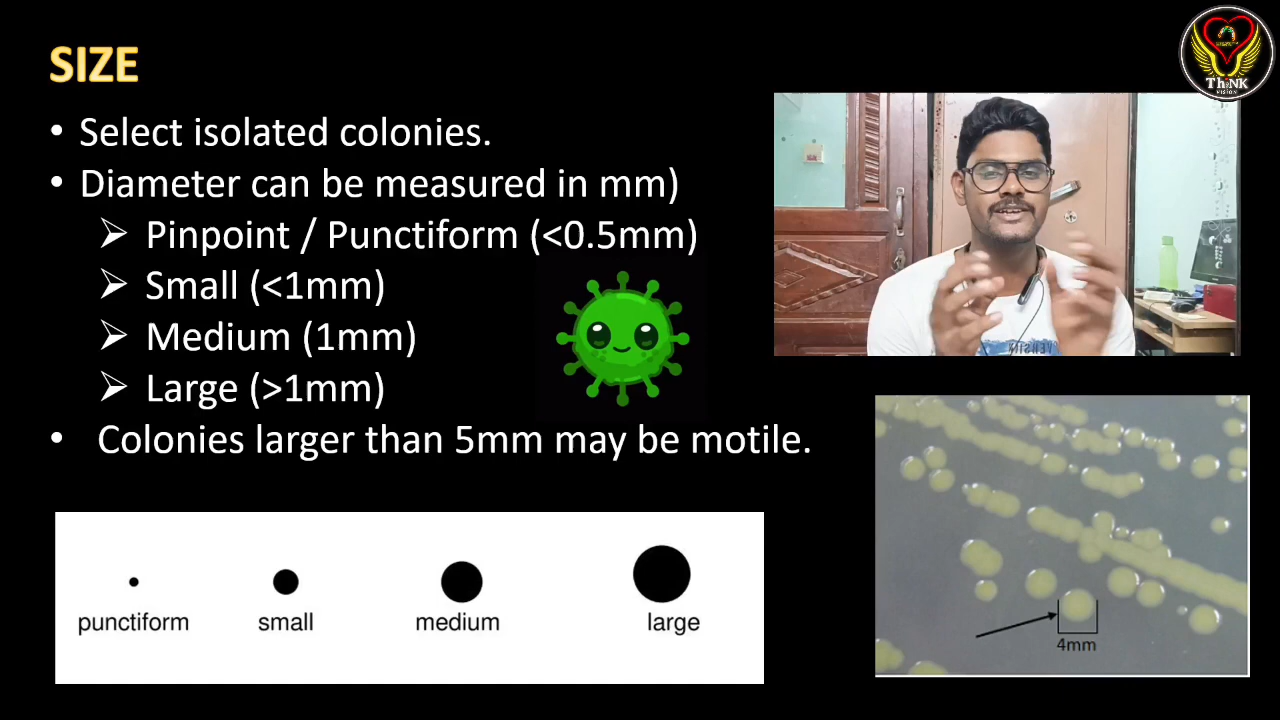 SIZE
• Select isolated colonies.
• Diameter can be measured in mm)
➢ Pinpoint / Punctiform (<0.5mm)
➢ Small (<1mm)
➢ Medium (1mm)
➢ Large (>1mm)
• Colonies larger than 5mm may be motile.
punctiform small medium large
4mm
ThiNK
VISION